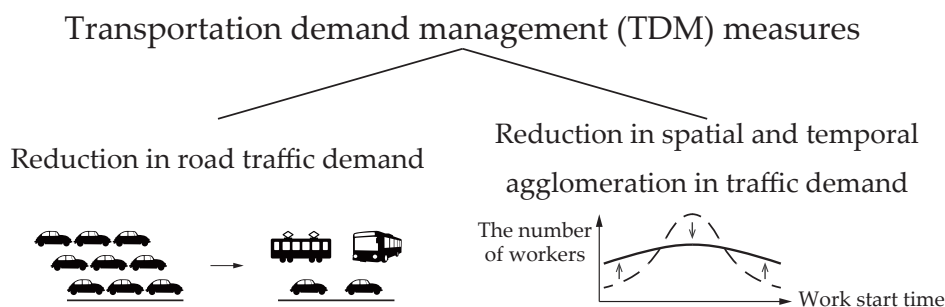 Transportation demand management (TDM) measures
Reduction in road traffic demand
Reduction in spatial and temporal
agglomeration in traffic demand
The number
of workers
Work start time